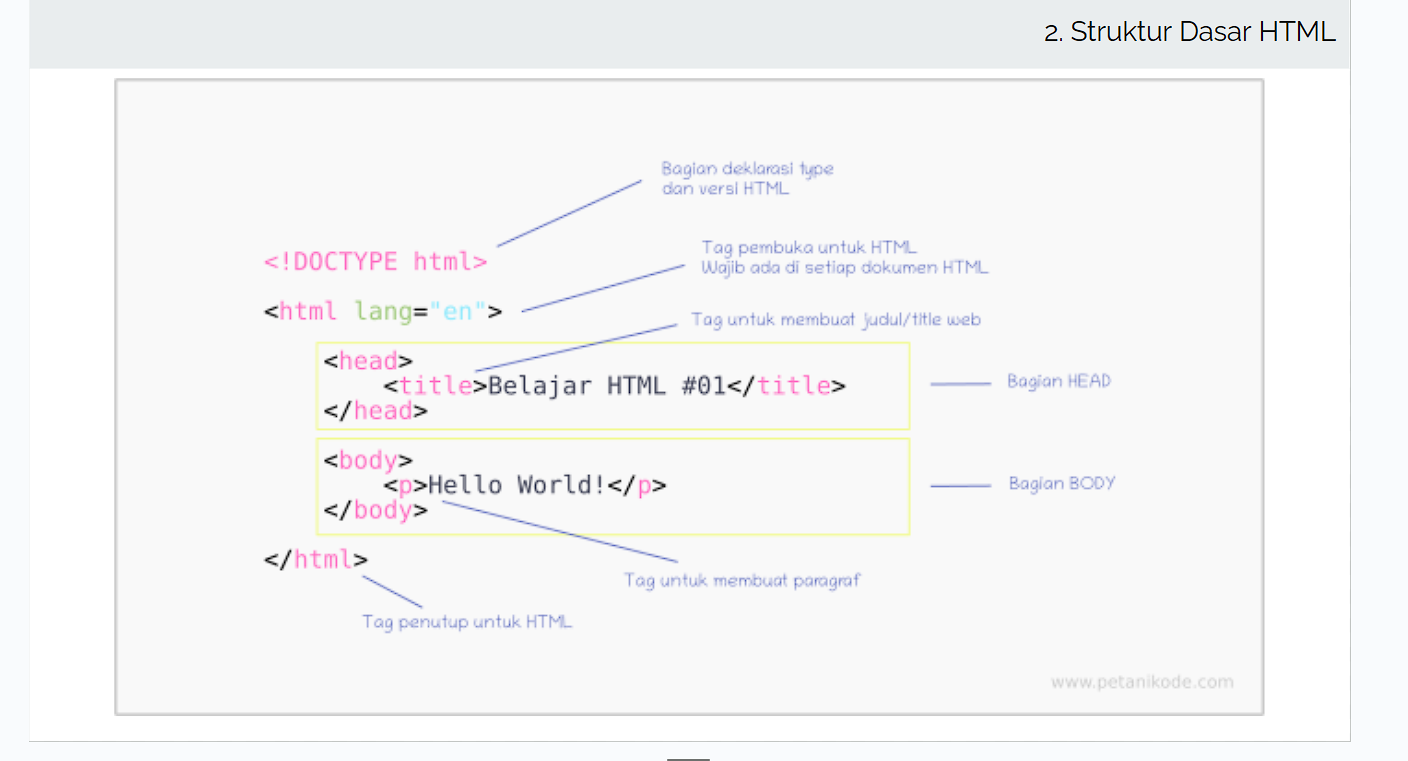 2. Struktur Dasar HTML
Bagian deklarasi type
dan versi HTML
<!DOCTYPE html>
Tag pembuka untuk HTML
Wajib ada di setiap dokumen HTML
<html lang="en">
Tag untuk membuat judul/title web
<head>
<title>Belajar HTML #01</title>
</head>
Bagian HEAD
<body>
<p>Hello World!</p>
</body>
Bagian BODY
</html>
Tag untuk membuat paragraf
Tag penutup untuk HTML
www.petanikode.com